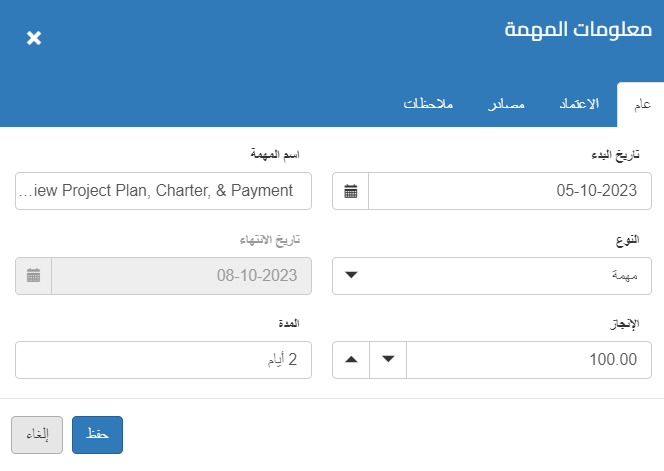 معلومات المهمة
عام
الاعتماد
مصادر
ملاحظات
تاريخ البدء
اسم المهمة
05-10-2023
...iew Project Plan, Charter, & Payment
النوع
تاريخ الانتهاء
مهمة
08-10-2023
الإنجاز
المدة
100.00
2 أيام
حفظ
إلغاء